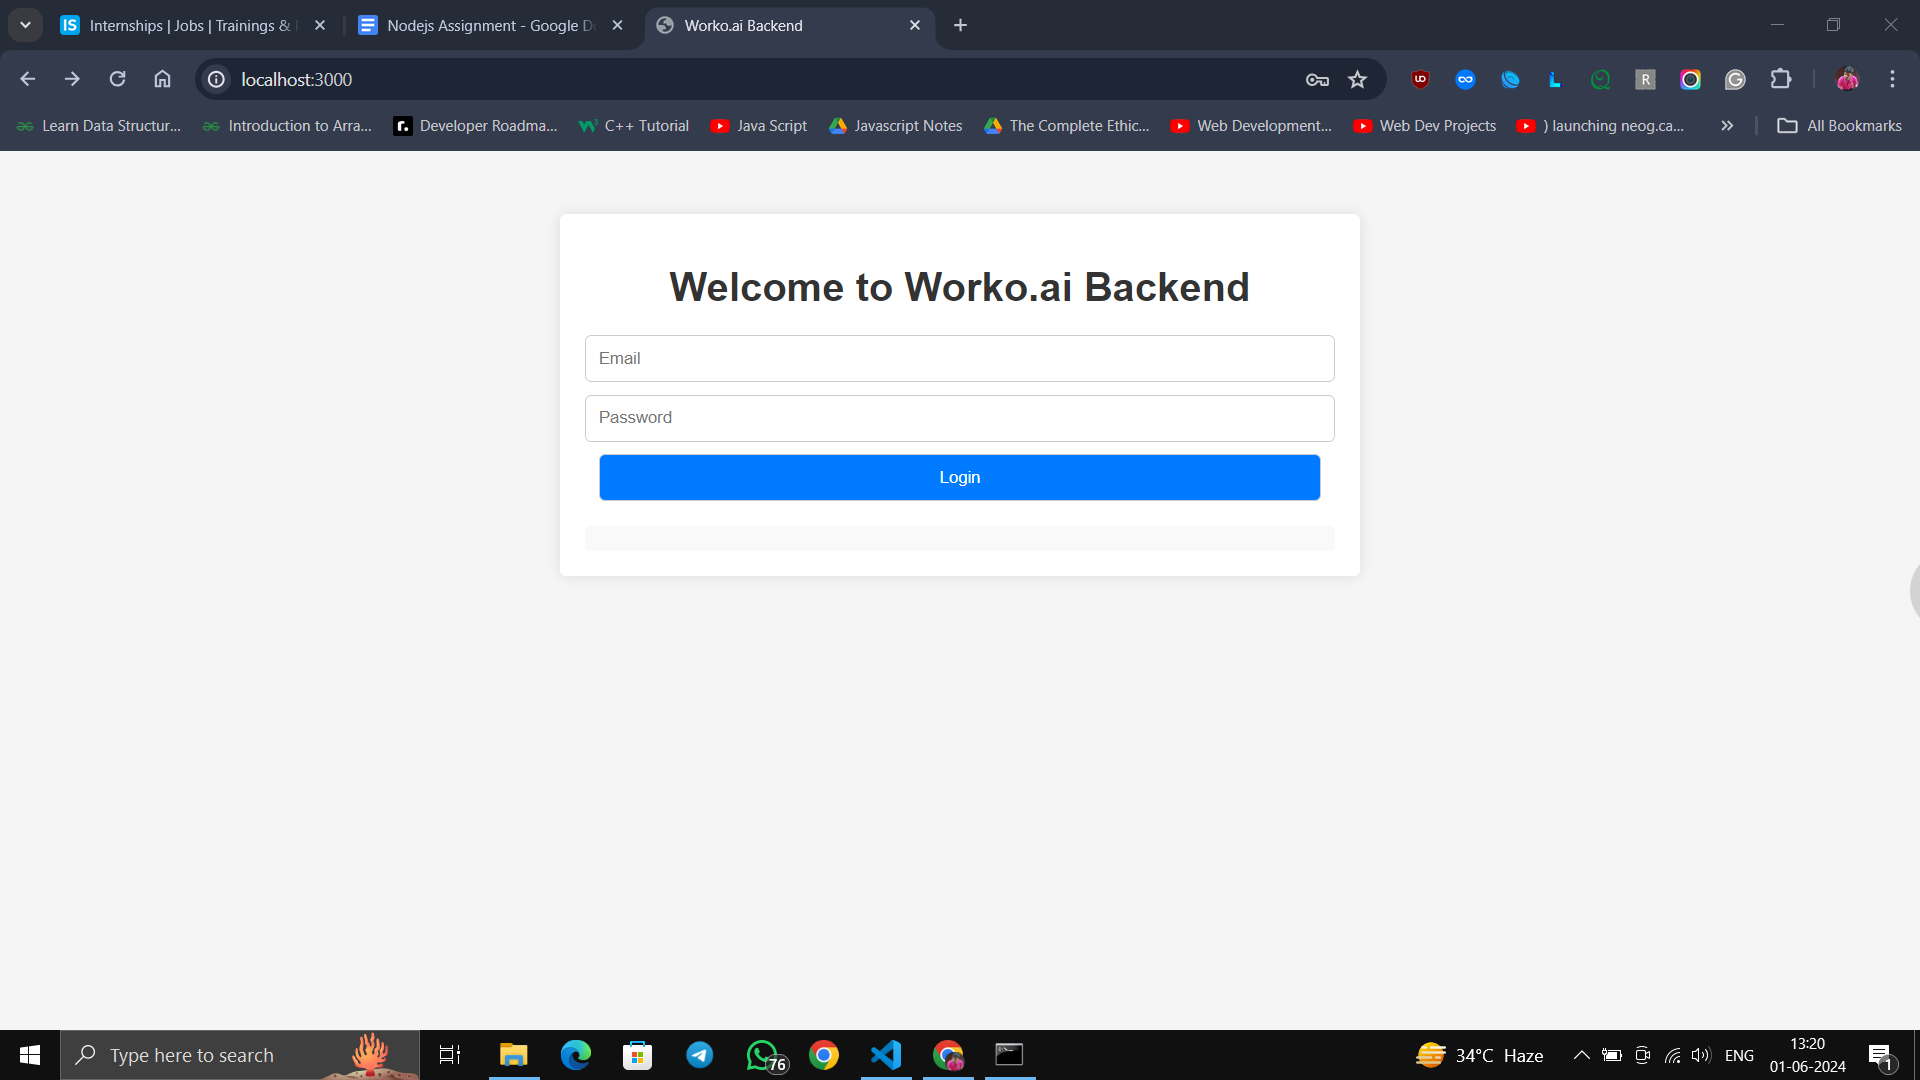 IS Internships | Jobs | Trainings &
Nodejs Assignment - Google D
Worko.ai Backend
localhost:3000
Learn Data Structur...
Introduction to Arra...
r. Developer Roadma...
C++ Tutorial
Java Script
Javascript Notes
The Complete Ethic...
Web Development...
Web Dev Projects
) launching neog.ca...
All Bookmarks
Welcome to Worko.ai Backend
Email
Password
Login
Type here to search
76
34°C Haze
ENG
13:20
01-06-2024
1